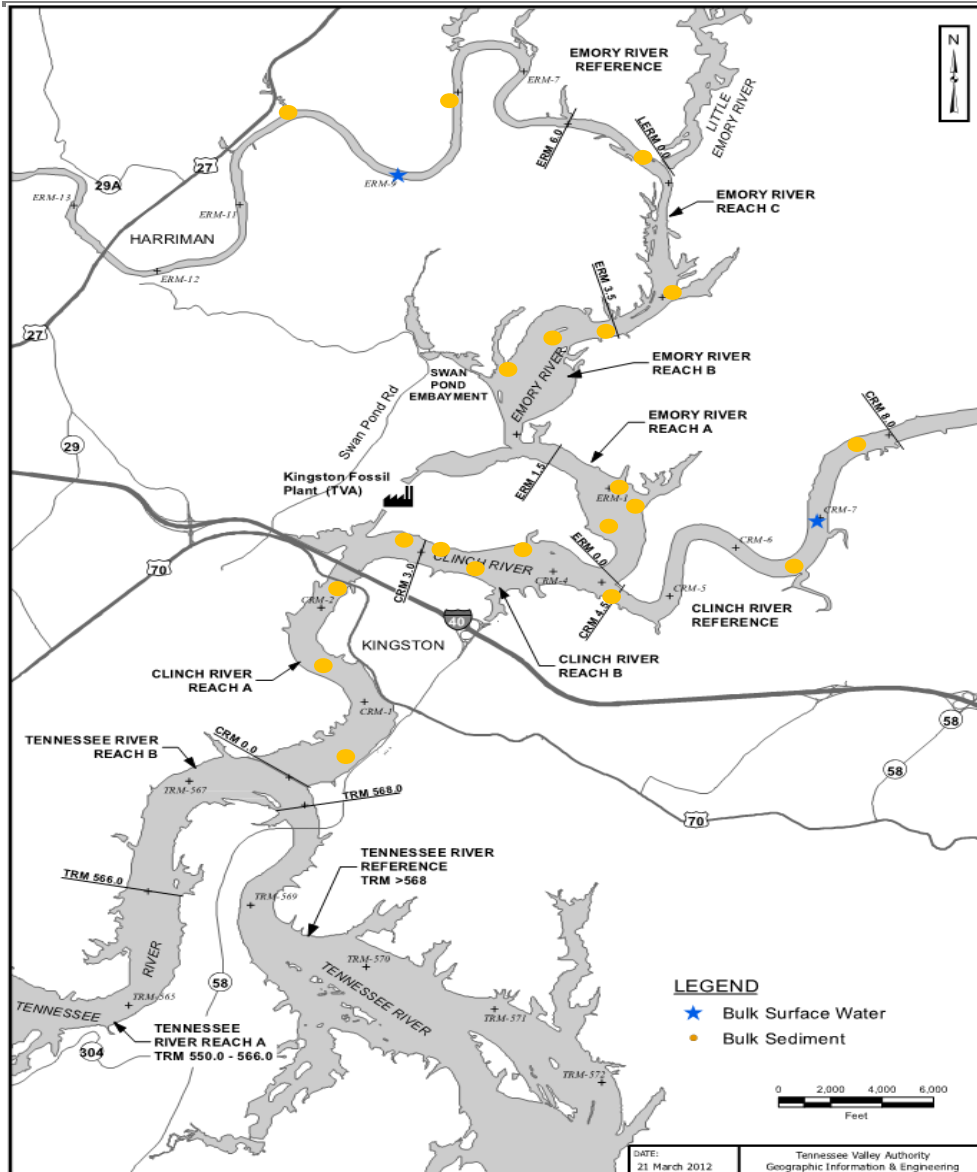 N
EMORY RIVER
REFERENCE
ERM-7
LITTLE
EMORY RIVER
LERM 0.0
ERM 6.0
27
29A
ERM-13
ERM-9
ERM-11
HARRIMAN
ERM-12
EMORY RIVER
REACH C
27
ERM 3.5
EMORY RIVER
REACH B
EMORY RIVER
SWAN
POND
EMBAYMENT
Swan Pond Rd
EMORY RIVER
REACH A
CRM 8.0
29
ERM 1.5
Kingston Fossil
Plant (TVA)
ERM-1
CRM-7
70
CLINCH RIVER
CRM 3.0
CRM-4
ERM 0.0
CRM-6
CRM-5
CRM 4.5
CRM-2
40
KINGSTON
CLINCH RIVER
REFERENCE
CLINCH RIVER
REACH A
CLINCH RIVER
REACH B
CRM-1
58
TENNESSEE RIVER
REACH B
CRM 0.0
58
TRM-567
TRM 568.0
70
TENNESSEE RIVER
REFERENCE
TRM >568
TRM 566.0
TRM-569
RIVER
TRM-570
TENNESSEE RIVER
58
TRM-571
TENNESSEE
TRM-565
TENNESSEE
RIVER REACH A
TRM 550.0 - 566.0
304
TRM-572
LEGEND
Bulk Surface Water
Bulk Sediment
0 2,000 4,000 6,000
Feet
DATE:
21 March 2012
Tennessee Valley Authority
Geographic Information & Engineering